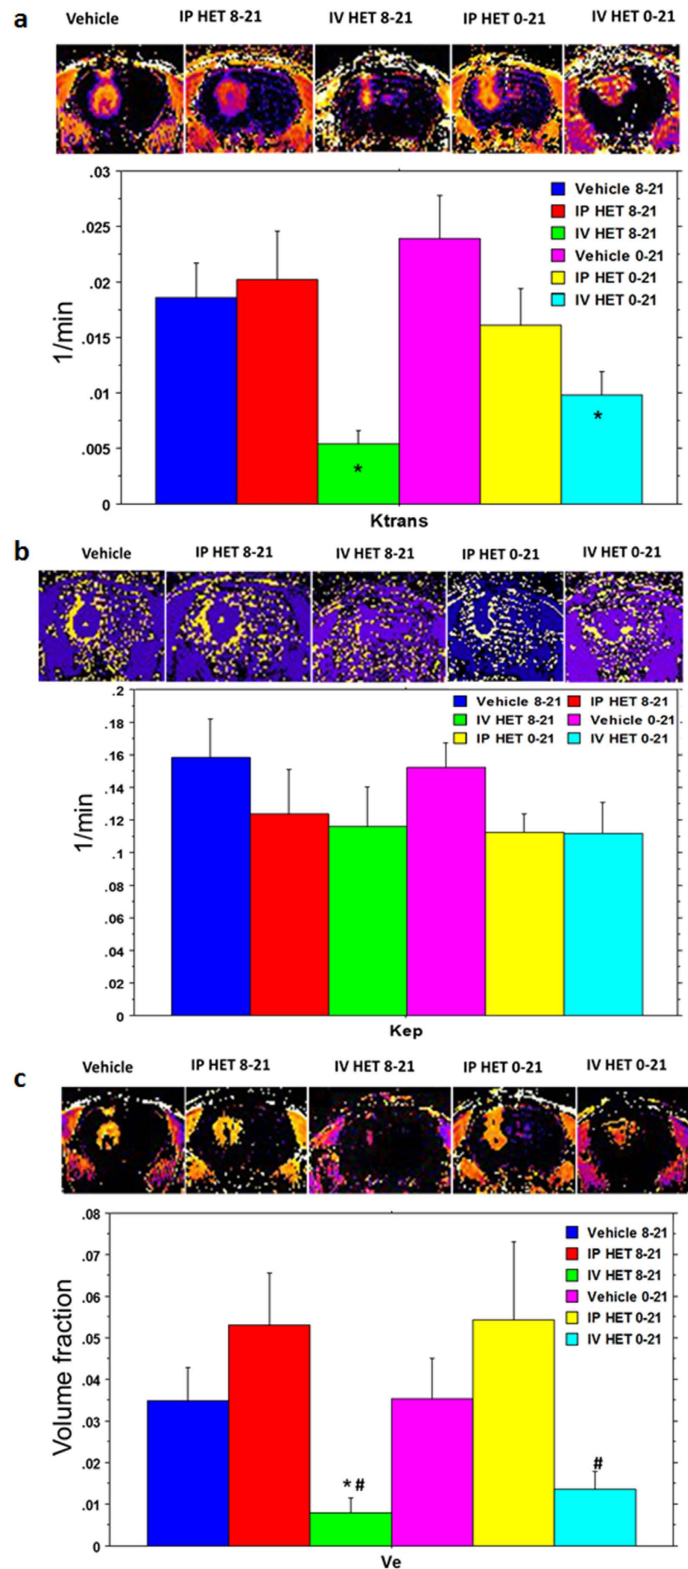 a
Vehicle IP HET 8-21 IV HET 8-21 IP HET 0-21 IV HET 0-21
.03
.025
.02
.015
.01
.005
0
1/min
Vehicle 8-21
IP HET 8-21
IV HET 8-21
Vehicle 0-21
IP HET 0-21
IV HET 0-21
*
*
Ktrans
b
Vehicle IP HET 8-21 IV HET 8-21 IP HET 0-21 IV HET 0-21
.2
.18
.16
.14
.12
.1
.08
.06
.04
.02
0
1/min
Vehicle 8-21 IP HET 8-21
IV HET 8-21 Vehicle 0-21
IP HET 0-21 IV HET 0-21
Kep
c
Vehicle IP HET 8-21 IV HET 8-21 IP HET 0-21 IV HET 0-21
.08
.07
.06
.05
.04
.03
.02
.01
0
Volume fraction
Vehicle 8-21
IP HET 8-21
IV HET 8-21
Vehicle 0-21
IP HET 0-21
IV HET 0-21
* #
#
Ve